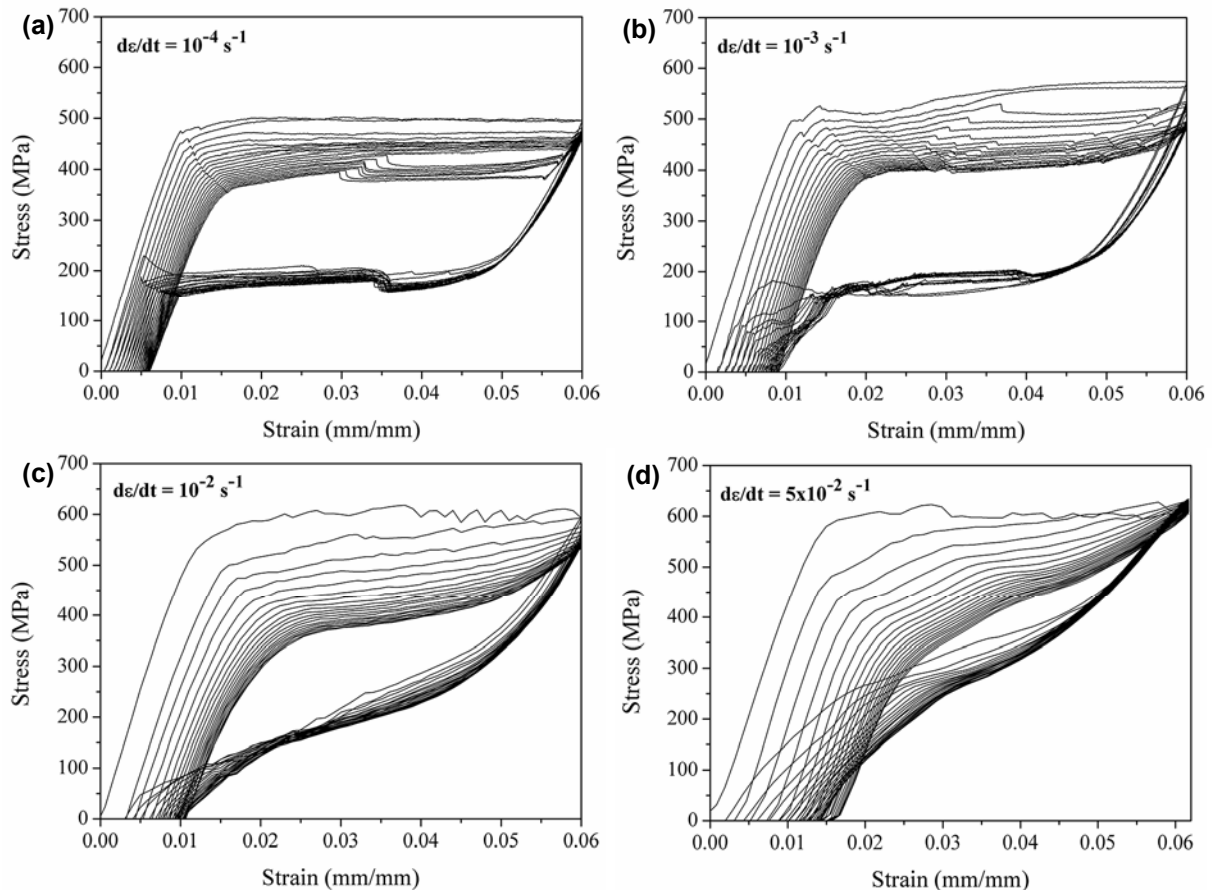 (a)
dε/dt = 10⁻⁴ s⁻¹
700
600
500
400
300
200
100
0
Stress (MPa)
0.00 0.01 0.02 0.03 0.04 0.05 0.06
Strain (mm/mm)
(b)
dε/dt = 10⁻³ s⁻¹
700
600
500
400
300
200
100
0
Stress (MPa)
0.00 0.01 0.02 0.03 0.04 0.05 0.06
Strain (mm/mm)
(c)
dε/dt = 10⁻² s⁻¹
700
600
500
400
300
200
100
0
Stress (MPa)
0.00 0.01 0.02 0.03 0.04 0.05 0.06
Strain (mm/mm)
(d)
dε/dt = 5x10⁻² s⁻¹
700
600
500
400
300
200
100
0
Stress (MPa)
0.00 0.01 0.02 0.03 0.04 0.05 0.06
Strain (mm/mm)